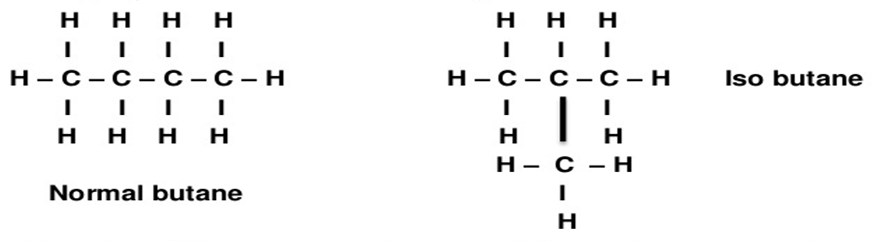 H H H H
H – C – C – C – C – H
H H H H
Normal butane
H H H
H – C – C – C – H
H H
H – C – H
H
Iso butane